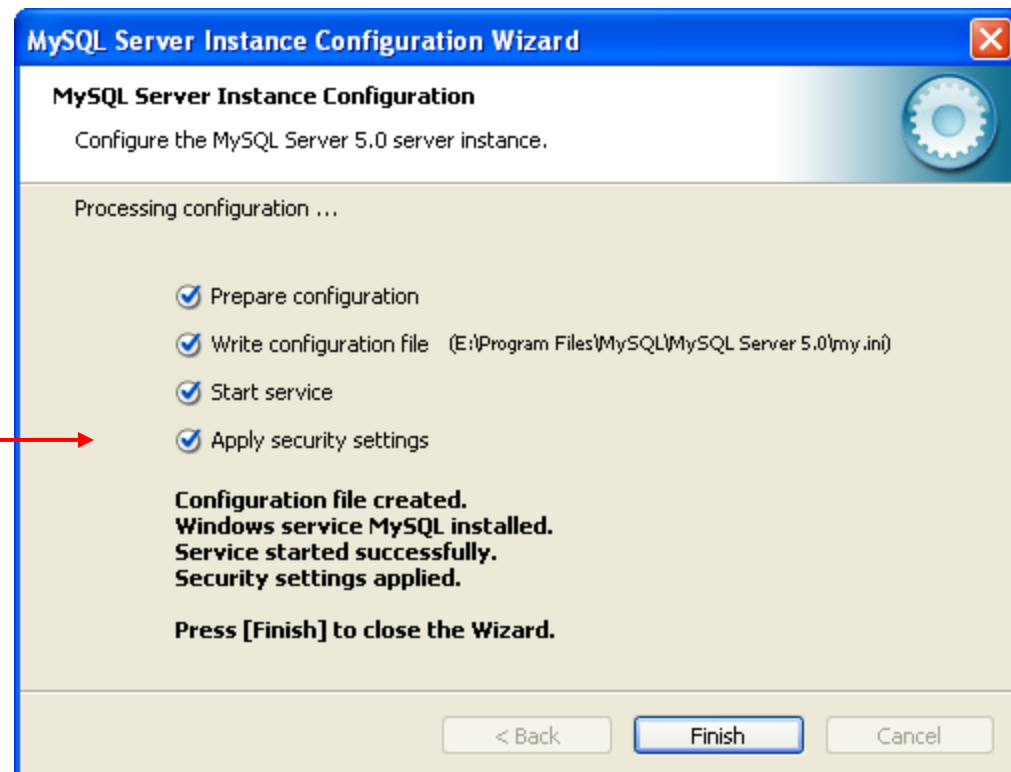 MySQL Server Instance Configuration Wizard
MySQL Server Instance Configuration
Configure the MySQL Server 5.0 server instance.
Processing configuration ...
Prepare configuration
Write configuration file (E:\Program Files\MySQL\MySQL Server 5.0\my.ini)
Start service
Apply security settings
Configuration file created.
Windows service MySQL installed.
Service started successfully.
Security settings applied.
Press [Finish] to close the Wizard.
< Back Finish Cancel